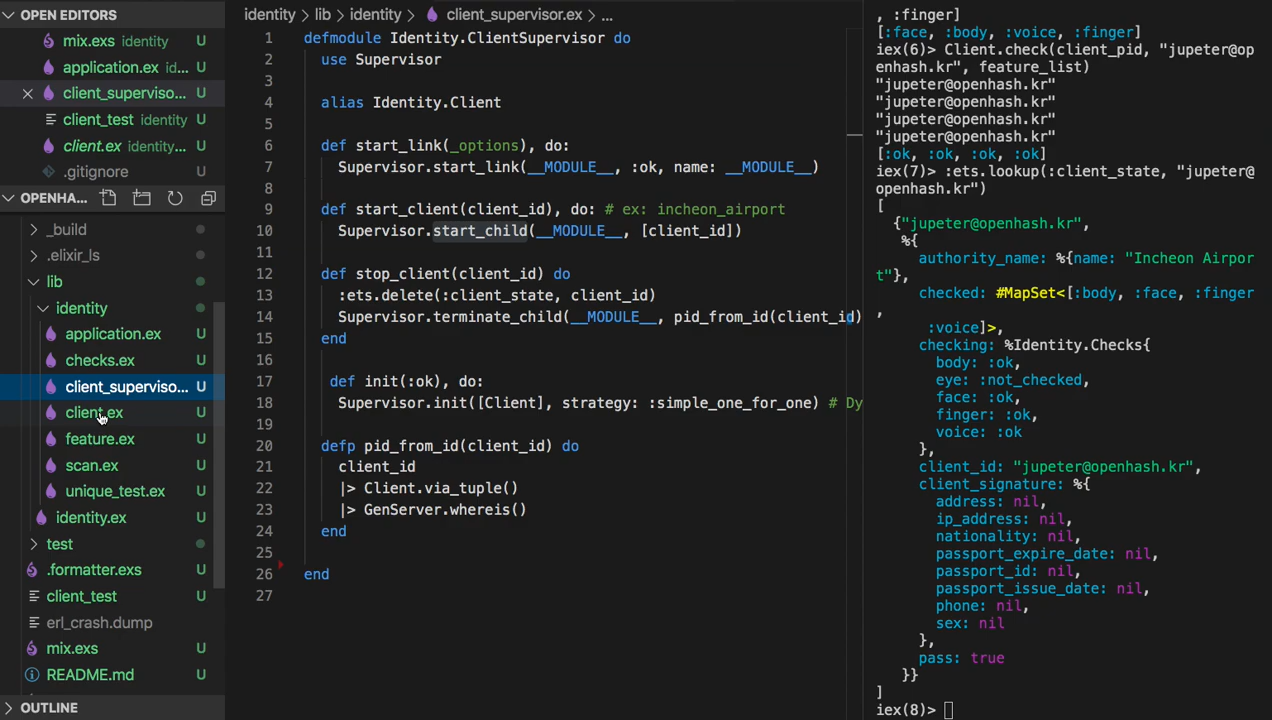 OPEN EDITORS
mix.exs identity U
application.ex id... U
client_superviso... U
client_test identity U
client.ex identity... U
.gitignore
OPENHA...
_build
.elixir_ls
lib
identity
application.ex U
checks.ex U
client_superviso... U
client.ex U
feature.ex U
scan.ex U
unique_test.ex U
identity.ex U
test
.formatter.exs U
client_test U
erl_crash.dump
mix.exs U
README.md U
OUTLINE
identity > lib > identity > client_supervisor.ex > ...
1 defmodule Identity.ClientSupervisor do
2 use Supervisor
3
4 alias Identity.Client
5
6 def start_link(_options), do:
7 Supervisor.start_link(__MODULE__, :ok, name: __MODULE__)
8
9 def start_client(client_id), do: # ex: incheon_airport
10 Supervisor.start_child(__MODULE__, [client_id])
11
12 def stop_client(client_id) do
13 :ets.delete(:client_state, client_id)
14 Supervisor.terminate_child(__MODULE__, pid_from_id(client_id)
15 end
16
17 def init(:ok), do:
18 Supervisor.init([Client], strategy: :simple_one_for_one) # Dy
19
20 defp pid_from_id(client_id) do
21 client_id
22 |> Client.via_tuple()
23 |> GenServer.whereis()
24 end
25
26 end
27
, :finger]
[:face, :body, :voice, :finger]
iex(6)> Client.check(client_pid, "jupeter@op
enhash.kr", feature_list)
"jupeter@openhash.kr"
"jupeter@openhash.kr"
"jupeter@openhash.kr"
"jupeter@openhash.kr"
[:ok, :ok, :ok, :ok]
iex(7)> :ets.lookup(:client_state, "jupeter@
openhash.kr")
[
{"jupeter@openhash.kr",
%{
authority_name: %{name: "Incheon Airpor
t"},
checked: #MapSet<[:body, :face, :finger
,
:voice]>,
checking: %Identity.Checks{
body: :ok,
eye: :not_checked,
face: :ok,
finger: :ok,
voice: :ok
},
client_id: "jupeter@openhash.kr",
client_signature: %{
address: nil,
ip_address: nil,
nationality: nil,
passport_expire_date: nil,
passport_id: nil,
passport_issue_date: nil,
phone: nil,
sex: nil
},
pass: true
}}
]
iex(8)>